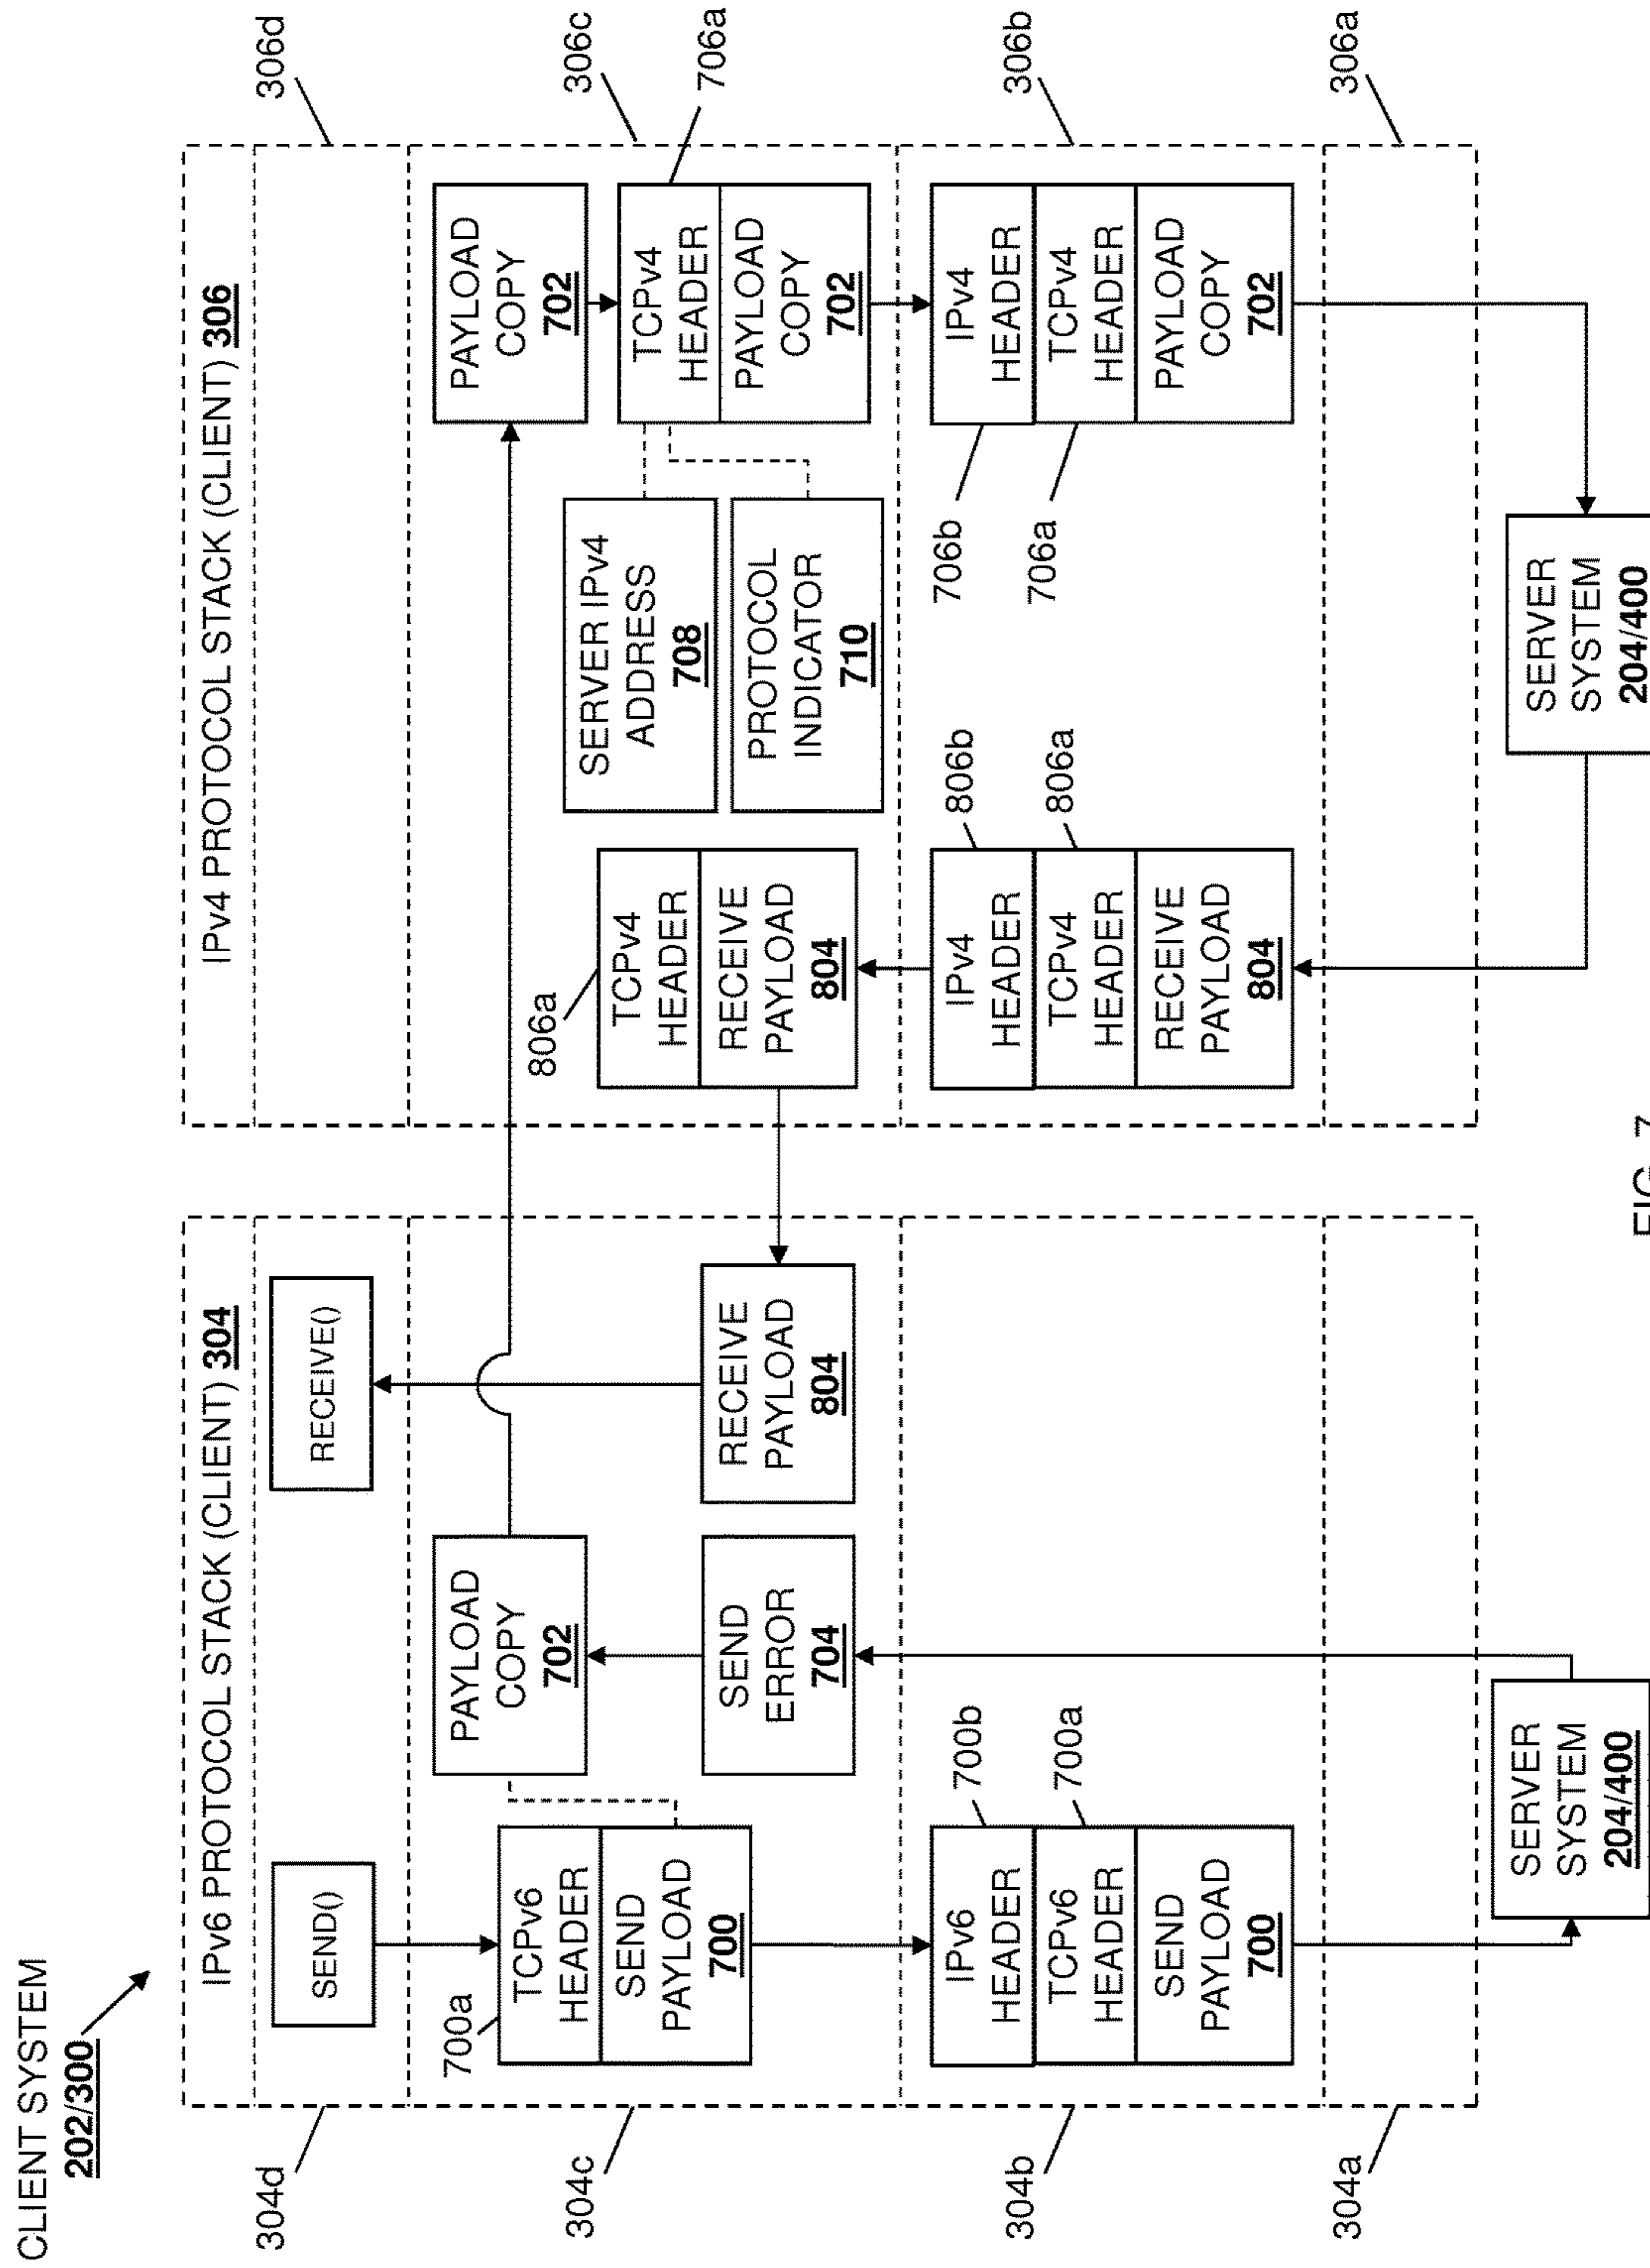 CLIENT SYSTEM
202/300
IPv6 PROTOCOL STACK (CLIENT) 304
304d
SEND()
RECEIVE()
304c
700a
TCPv6
HEADER
SEND
PAYLOAD
700
PAYLOAD
COPY
702
SEND
ERROR
704
RECEIVE
PAYLOAD
804
304b
IPv6
HEADER
TCPv6
HEADER
SEND
PAYLOAD
700
700b
700a
304a
SERVER
SYSTEM
204/400
IPv4 PROTOCOL STACK (CLIENT) 306
306d
306c
806a
TCPv4
HEADER
RECEIVE
PAYLOAD
804
SERVER IPv4
ADDRESS
708
PROTOCOL
INDICATOR
710
PAYLOAD
COPY
702
TCPv4
HEADER
PAYLOAD
COPY
702
706a
306b
IPv4
HEADER
TCPv4
HEADER
RECEIVE
PAYLOAD
804
806b
806a
706b
706a
IPv4
HEADER
TCPv4
HEADER
PAYLOAD
COPY
702
306a
SERVER
SYSTEM
204/400
FIG. 7